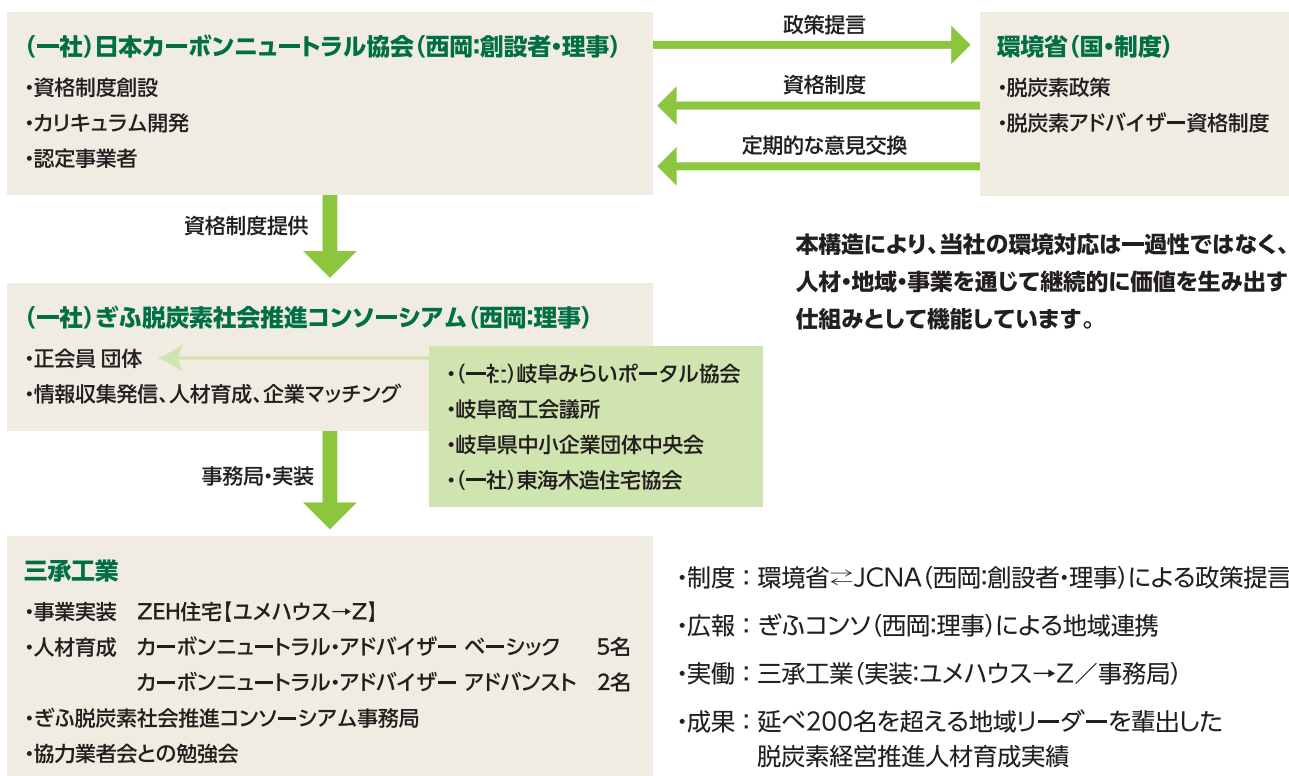 (一社)日本カーボンニュートラル協会(西岡:創設者・理事)
・資格制度創設
・カリキュラム開発
・認定事業者
政策提言
資格制度
定期的な意見交換
環境省(国・制度)
・脱炭素政策
・脱炭素アドバイザー資格制度
資格制度提供
本構造により、当社の環境対応は一過性ではなく、
人材・地域・事業を通じて継続的に価値を生み出す
仕組みとして機能しています。
(一社)ぎふ脱炭素社会推進コンソーシアム(西岡:理事)
・正会員 団体
・情報収集発信、人材育成、企業マッチング
・(一社)岐阜みらいポータル協会
・岐阜商工会議所
・岐阜県中小企業団体中央会
・(一社)東海木造住宅協会
事務局・実装
三承工業
・事業実装 ZEH住宅【ユメハウス→Z】
・人材育成 カーボンニュートラル・アドバイザー ベーシック 5名
カーボンニュートラル・アドバイザー アドバンスト 2名
・ぎふ脱炭素社会推進コンソーシアム事務局
・協力業者会との勉強会
・制度:環境省⇄JCNA(西岡:創設者・理事)による政策提言
・広報:ぎふコンソ(西岡:理事)による地域連携
・実働:三承工業(実装:ユメハウス→Z/事務局)
・成果:延べ200名を超える地域リーダーを輩出した
脱炭素経営推進人材育成実績